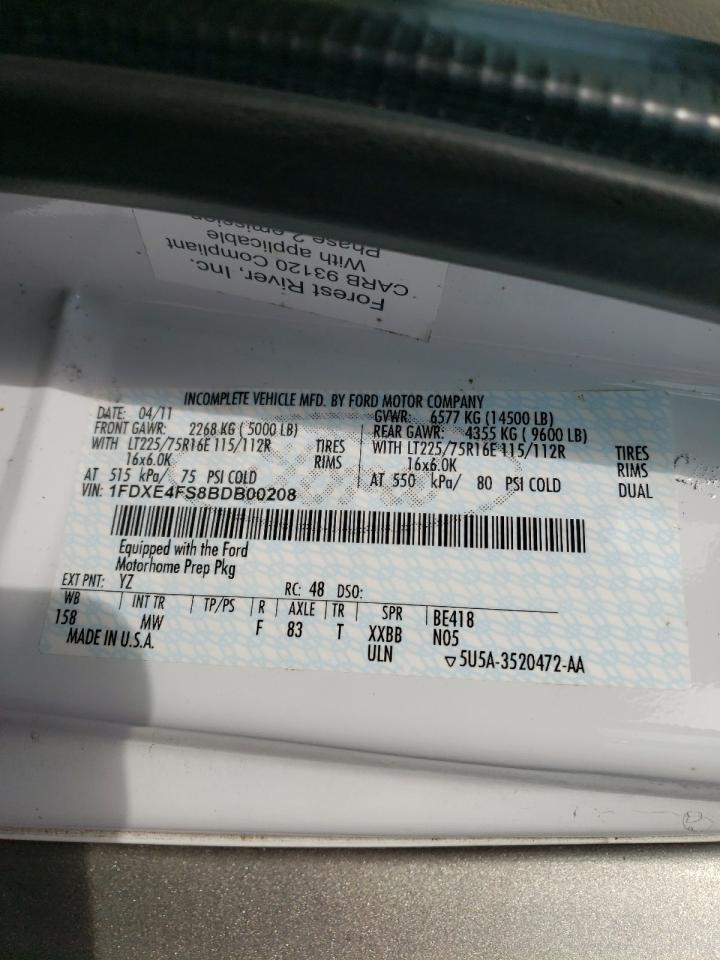 Forest River, Inc.
CARB 93120 Compliant
With applicable
Phase 2 emission
INCOMPLETE VEHICLE MFD. BY FORD MOTOR COMPANY
DATE: 04/11 GVWR: 6577 KG (14500 LB)
FRONT GAWR: 2268 KG ( 5000 LB) REAR GAWR: 4355 KG ( 9600 LB)
WITH LT225/75R16E 115/112R TIRES WITH LT225/75R16E 115/112R TIRES
16x6.0K RIMS 16x6.0K RIMS
AT 515 kPa/ 75 PSI COLD AT 550 kPa/ 80 PSI COLD DUAL
VIN: 1FDXE4FS8BDB00208
Equipped with the Ford
Motorhome Prep Pkg
EXT PNT: YZ RC: 48 DSO:
WB INT TR TP/PS R AXLE TR SPR BE418
158 MW F 83 T XXBB N05
MADE IN U.S.A. ULN ▽5U5A-3520472-AA